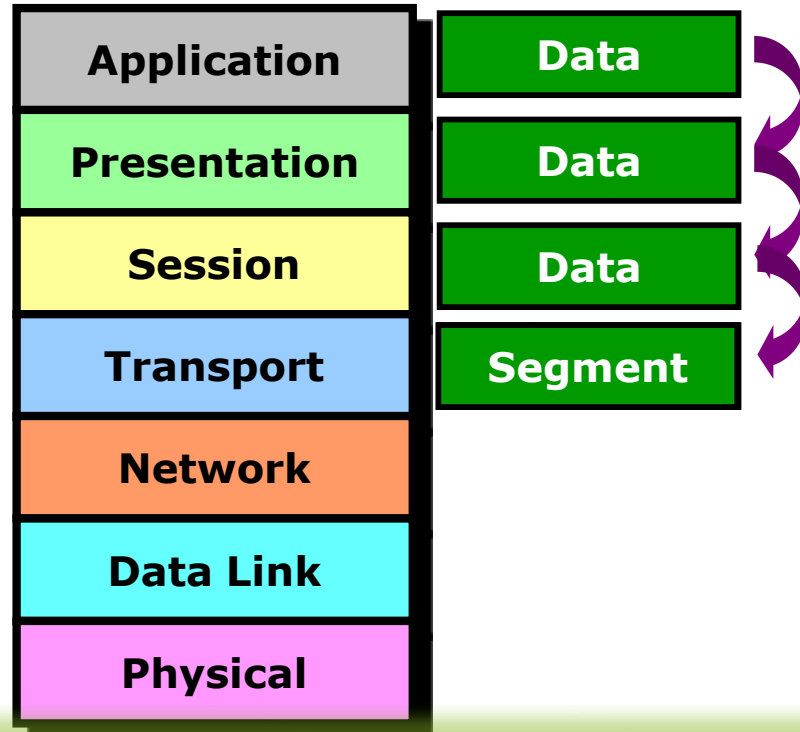 Application
Data
Presentation
Data
Session
Data
Transport
Segment
Network
Data Link
Physical